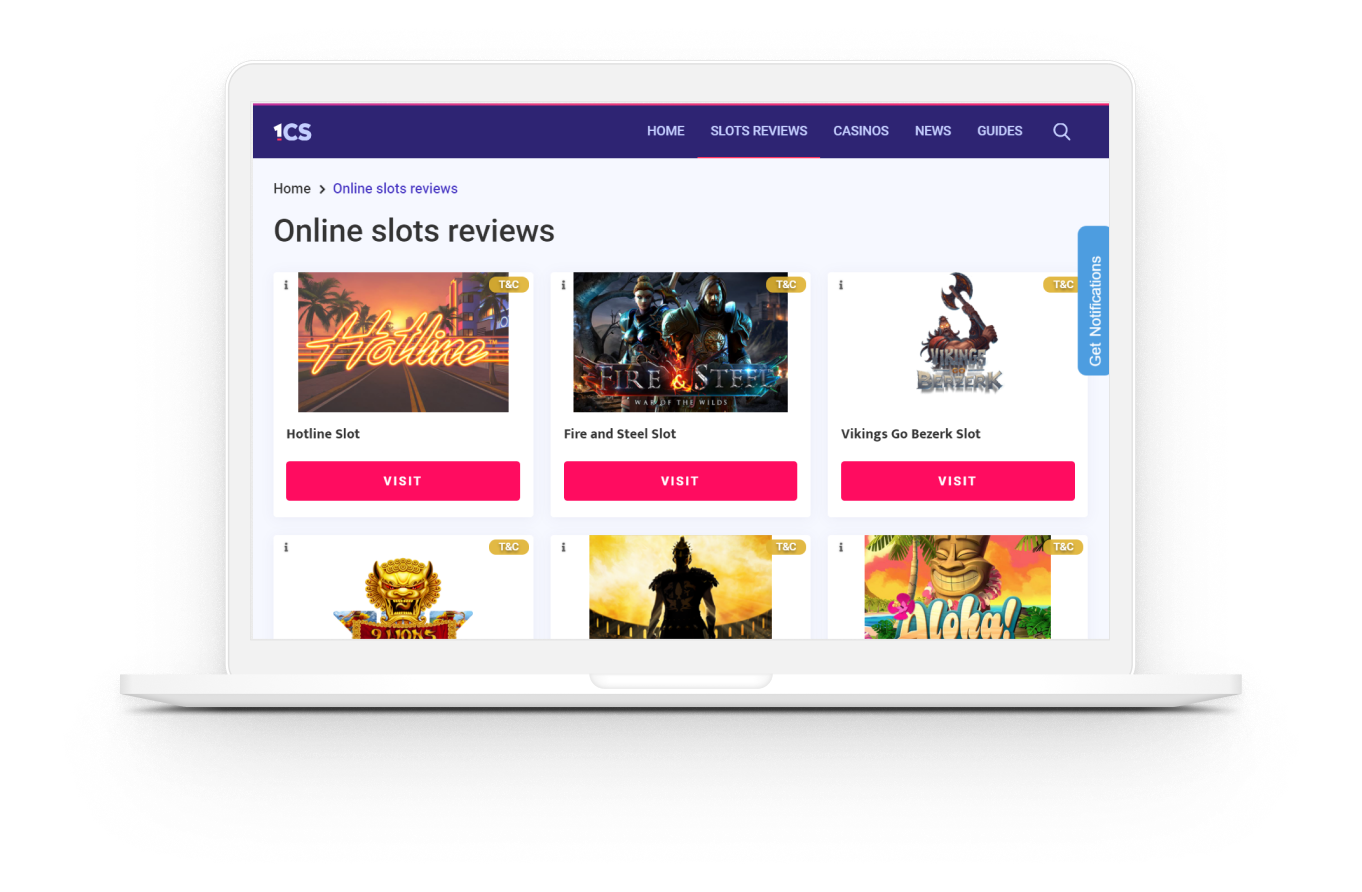 1CS
HOME SLOTS REVIEWS CASINOS NEWS GUIDES
Home > Online slots reviews
Online slots reviews
Get Notifications
i T&C
Hotline™
Hotline Slot
VISIT
i T&C
FIRE & STEEL
WAR OF THE WILDS
Fire and Steel Slot
VISIT
i T&C
VIKINGS
GO
BERZERK
Vikings Go Bezerk Slot
VISIT
i T&C
9 LIONS
i T&C
i T&C
Aloha!